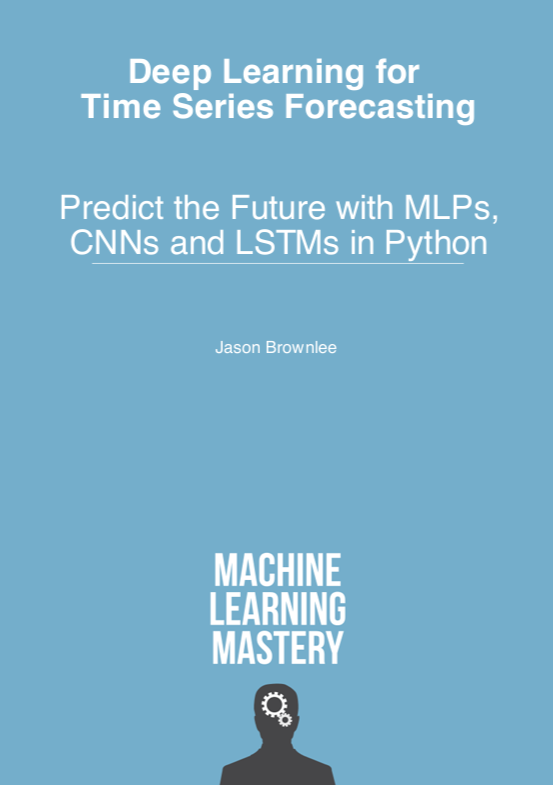 Deep Learning for
Time Series Forecasting
Predict the Future with MLPs,
CNNs and LSTMs in Python
Jason Brownlee
MACHINE
LEARNING
MASTERY